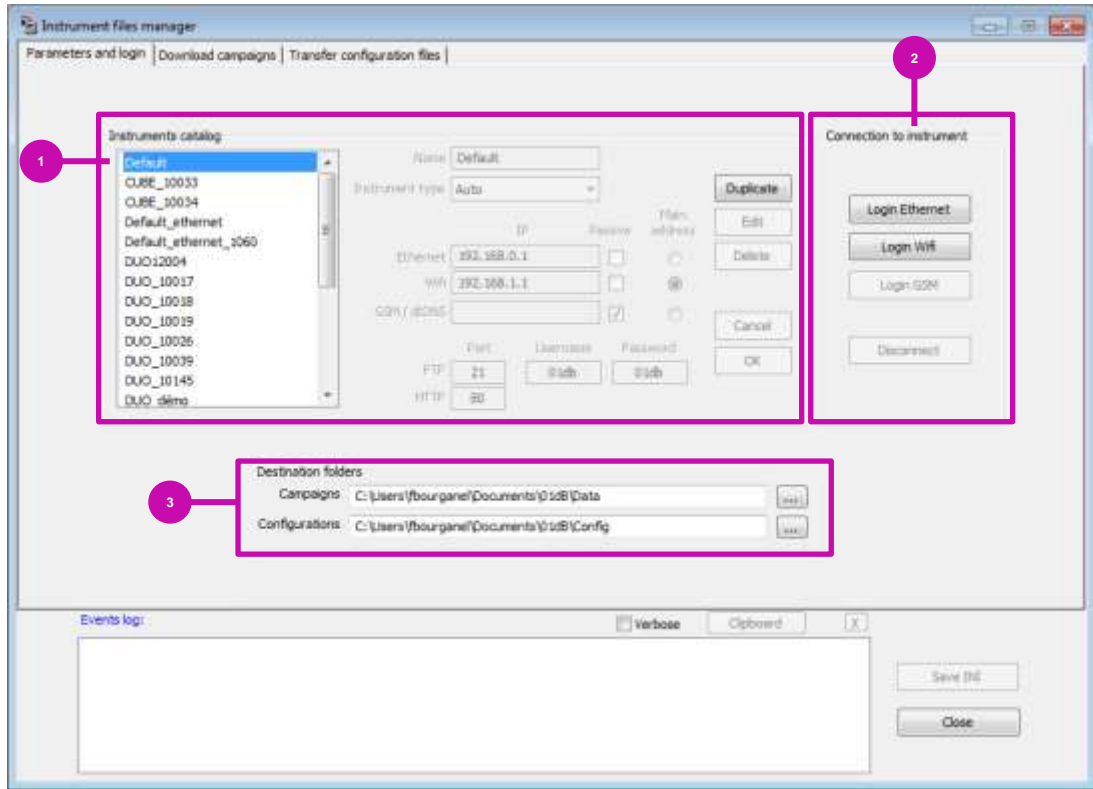 Instrument files manager
Parameters and login Download campaigns Transfer configuration files
2
Instruments catalog
Connection to instrument
1
Default
CUBE_10033
CUBE_10034
Default_ethernet
Default_ethernet_1060
DUO12004
DUO_10017
DUO_10018
DUO_10019
DUO_10026
DUO_10039
DUO_10145
DUO_démo
Name Default
Instrument type Auto
IP Passive Main address
Ethernet 192.168.0.1
Wifi 192.168.1.1
GSM /
Port Username Password
FTP 21 01db 01db
HTTP 80
Duplicate
Edit
Delete
Cancel
OK
Login Ethernet
Login Wifi
Login GSM
Disconnect
3
Destination folders
Campaigns C:\Users\fbourganel\Documents\01dB\Data ...
Configurations C:\Users\fbourganel\Documents\01dB\Config ...
Events log:
Verbose Clipboard X
Save INI
Close